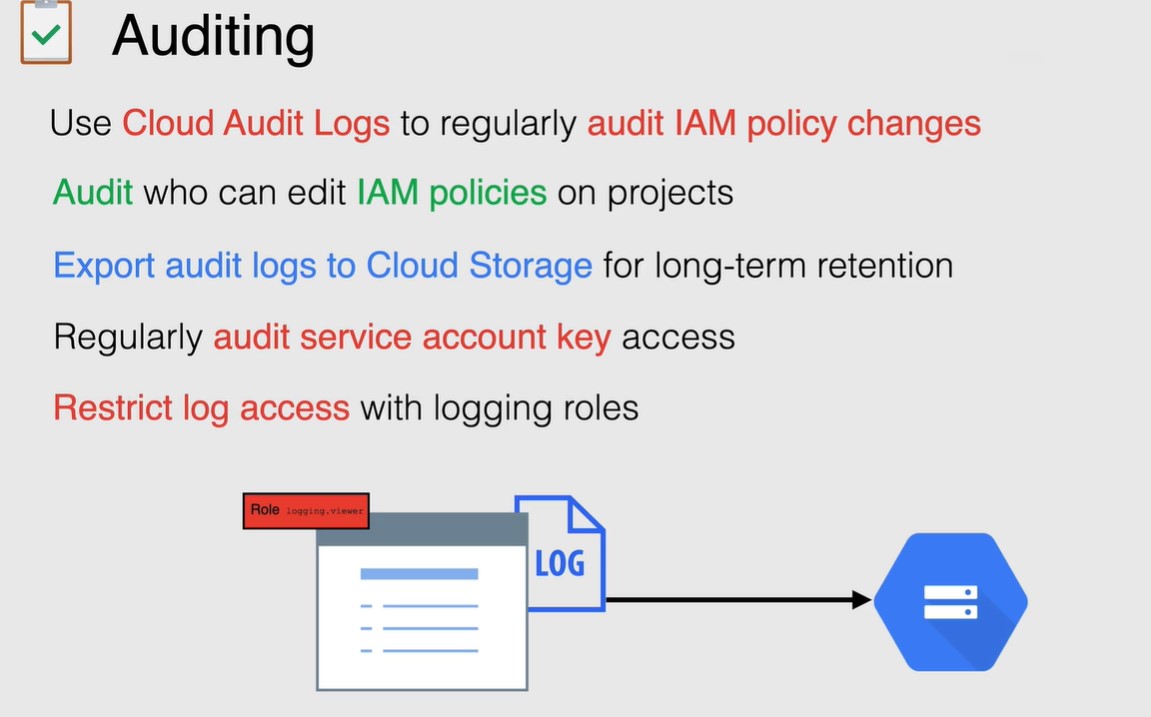 Auditing
Use Cloud Audit Logs to regularly audit IAM policy changes
Audit who can edit IAM policies on projects
Export audit logs to Cloud Storage for long-term retention
Regularly audit service account key access
Restrict log access with logging roles
Role logging.viewer
LOG